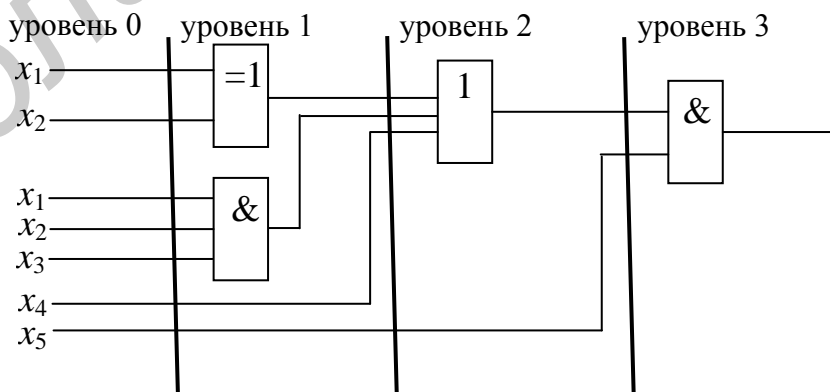 уровень 0 уровень 1 уровень 2 уровень 3
x₁
=1
1
&
x₂
x₁
&
x₂
x₃
x₄
x₅